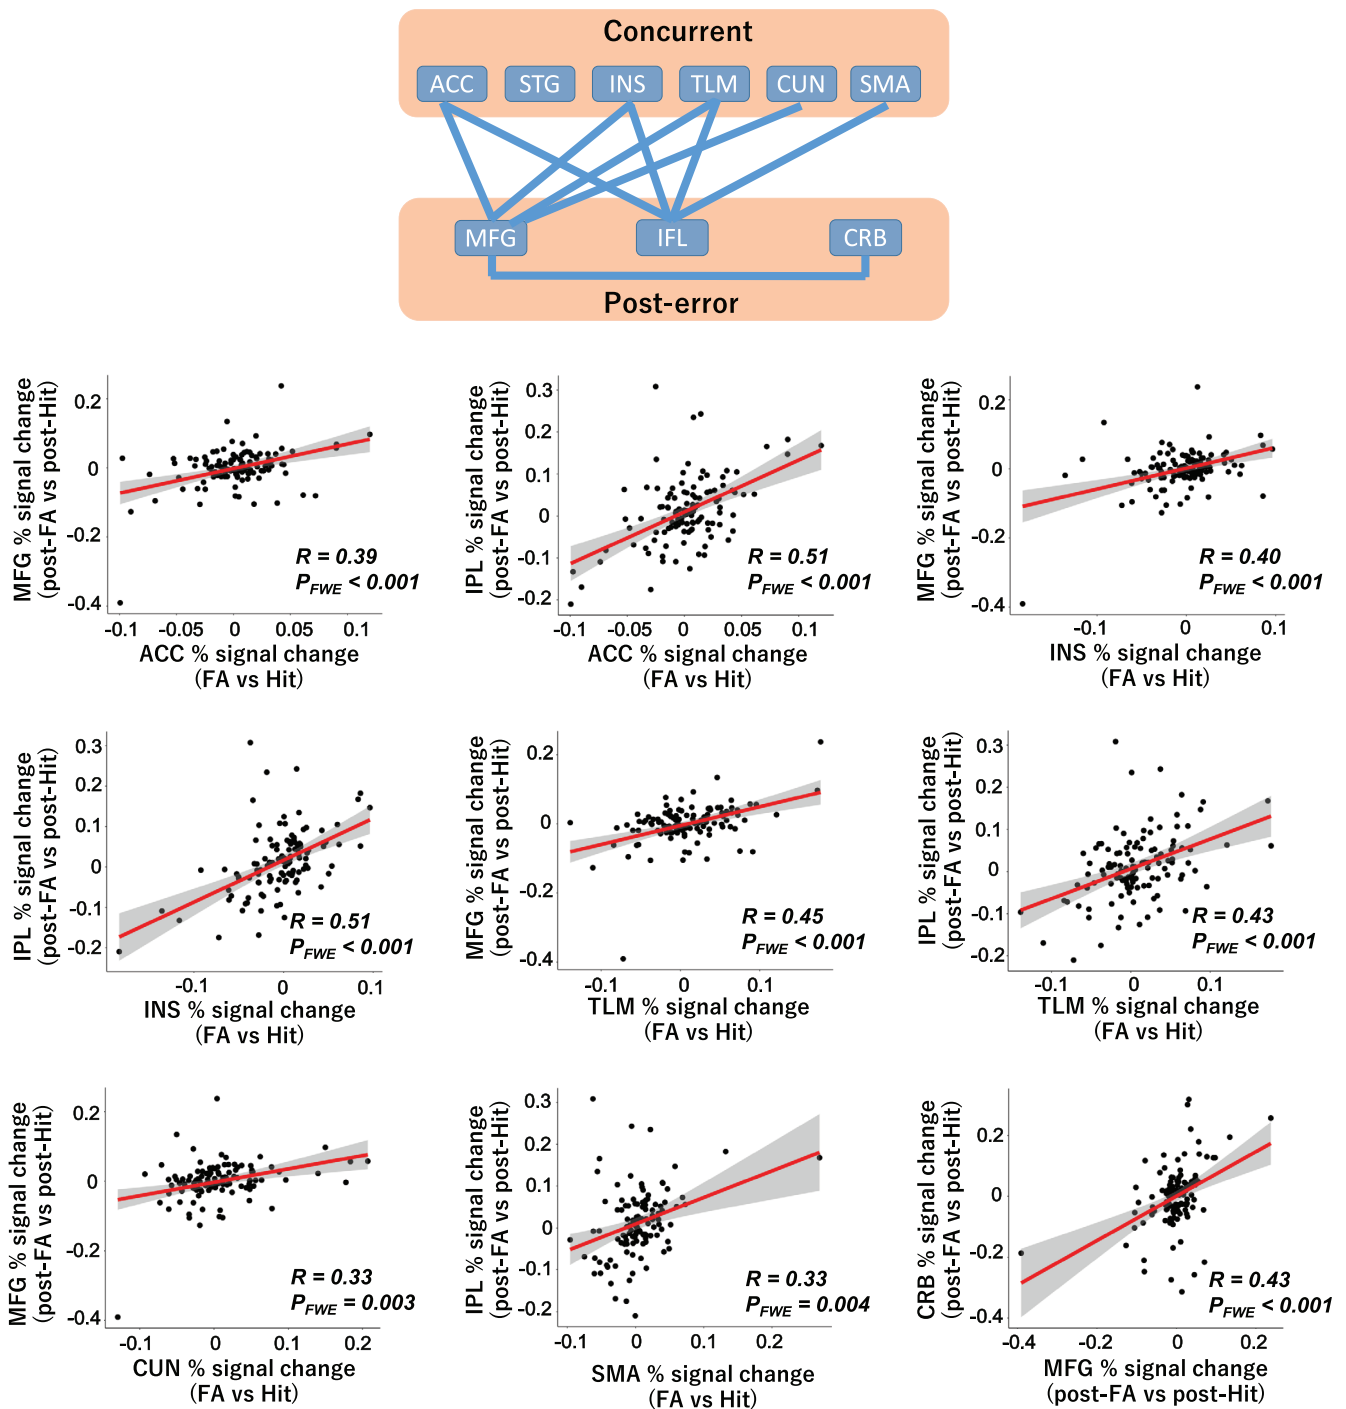 Concurrent
ACC STG INS TLM CUN SMA
MFG IFL CRB
Post-error
MFG % signal change
(post-FA vs post-Hit)
0.2
0
-0.2
-0.4
R = 0.39
PFWE < 0.001
-0.1 -0.05 0 0.05 0.1
ACC % signal change
(FA vs Hit)
IPL % signal change
(post-FA vs post-Hit)
0.3
0.2
0.1
0
-0.1
-0.2
R = 0.51
PFWE < 0.001
-0.1 -0.05 0 0.05 0.1
ACC % signal change
(FA vs Hit)
MFG % signal change
(post-FA vs post-Hit)
0.2
0
-0.2
-0.4
R = 0.40
PFWE < 0.001
-0.1 0 0.1
INS % signal change
(FA vs Hit)
IPL % signal change
(post-FA vs post-Hit)
0.3
0.2
0.1
0
-0.1
-0.2
R = 0.51
PFWE < 0.001
-0.1 0 0.1
INS % signal change
(FA vs Hit)
MFG % signal change
(post-FA vs post-Hit)
0.2
0
-0.2
-0.4
R = 0.45
PFWE < 0.001
-0.1 0 0.1
TLM % signal change
(FA vs Hit)
IPL % signal change
(post-FA vs post-Hit)
0.3
0.2
0.1
0
-0.1
-0.2
R = 0.43
PFWE < 0.001
-0.1 0 0.1
TLM % signal change
(FA vs Hit)
MFG % signal change
(post-FA vs post-Hit)
0.2
0
-0.2
-0.4
R = 0.33
PFWE = 0.003
-0.1 0 0.1 0.2
CUN % signal change
(FA vs Hit)
IPL % signal change
(post-FA vs post-Hit)
0.3
0.2
0.1
0
-0.1
-0.2
R = 0.33
PFWE = 0.004
-0.1 0 0.1 0.2
SMA % signal change
(FA vs Hit)
CRB % signal change
(post-FA vs post-Hit)
0.2
0
-0.2
-0.4
R = 0.43
PFWE < 0.001
-0.4 -0.2 0 0.2
MFG % signal change
(post-FA vs post-Hit)